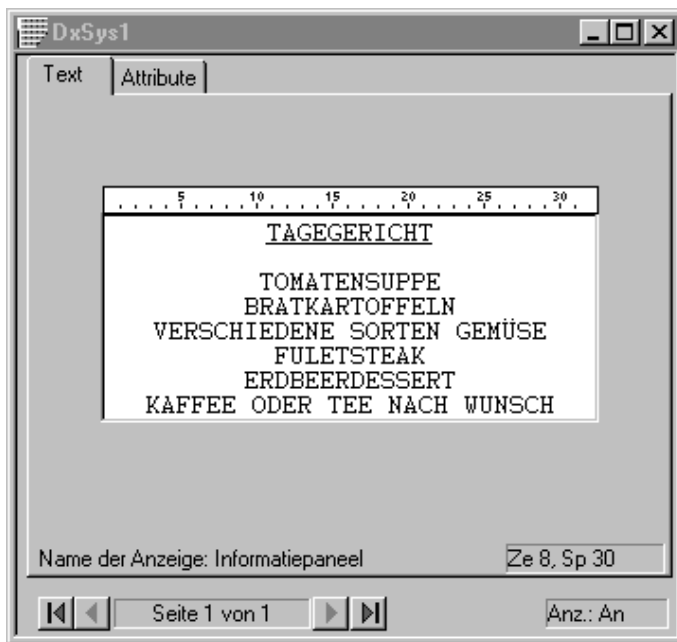 DxSys1
Text Attribute
5 10 15 20 25 30
TAGEGERICHT
TOMATENSUPPE
BRATKARTOFFELN
VERSCHIEDENE SORTEN GEMÜSE
FULETSTEAK
ERDBEERDESSERT
KAFFEE ODER TEE NACH WUNSCH
Name der Anzeige: Informatiepaneel Ze 8, Sp 30
Seite 1 von 1 Anz.: An